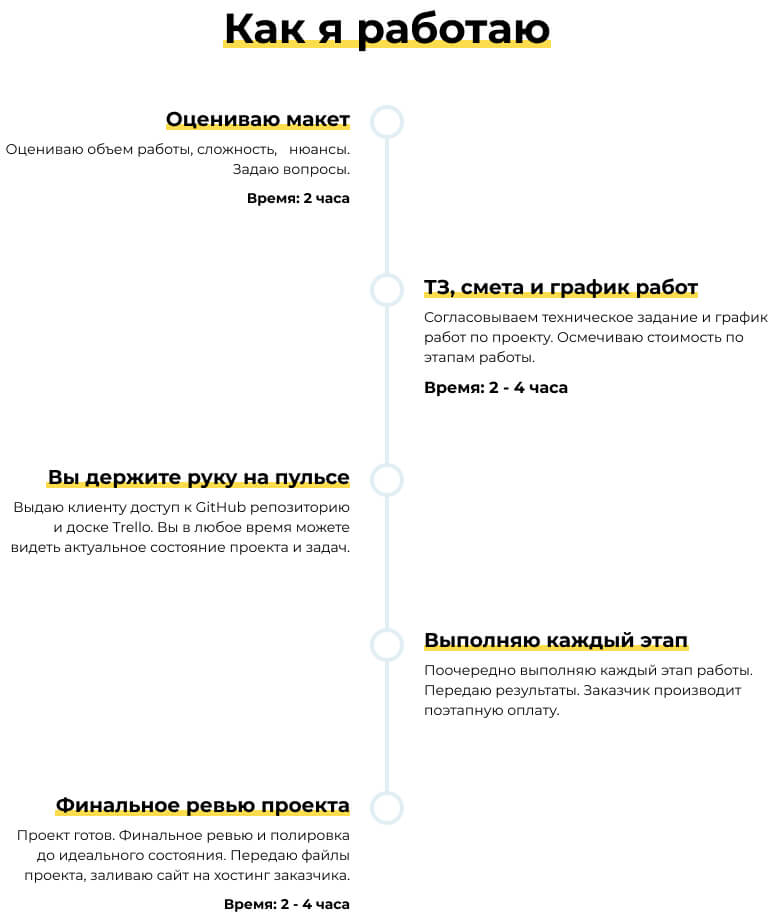 Как я работаю
Оцениваю макет
Оцениваю объем работы, сложность, нюансы.
Задаю вопросы.
Время: 2 часа
ТЗ, смета и график работ
Согласовываем техническое задание и график
работ по проекту. Осмечиваю стоимость по
этапам работы.
Время: 2 - 4 часа
Вы держите руку на пульсе
Выдаю клиенту доступ к GitHub репозиторию
и доске Trello. Вы в любое время можете
видеть актуальное состояние проекта и задач.
Выполняю каждый этап
Поочередно выполняю каждый этап работы.
Передаю результаты. Заказчик производит
поэтапную оплату.
Финальное ревью проекта
Проект готов. Финальное ревью и полировка
до идеального состояния. Передаю файлы
проекта, заливаю сайт на хостинг заказчика.
Время: 2 - 4 часа